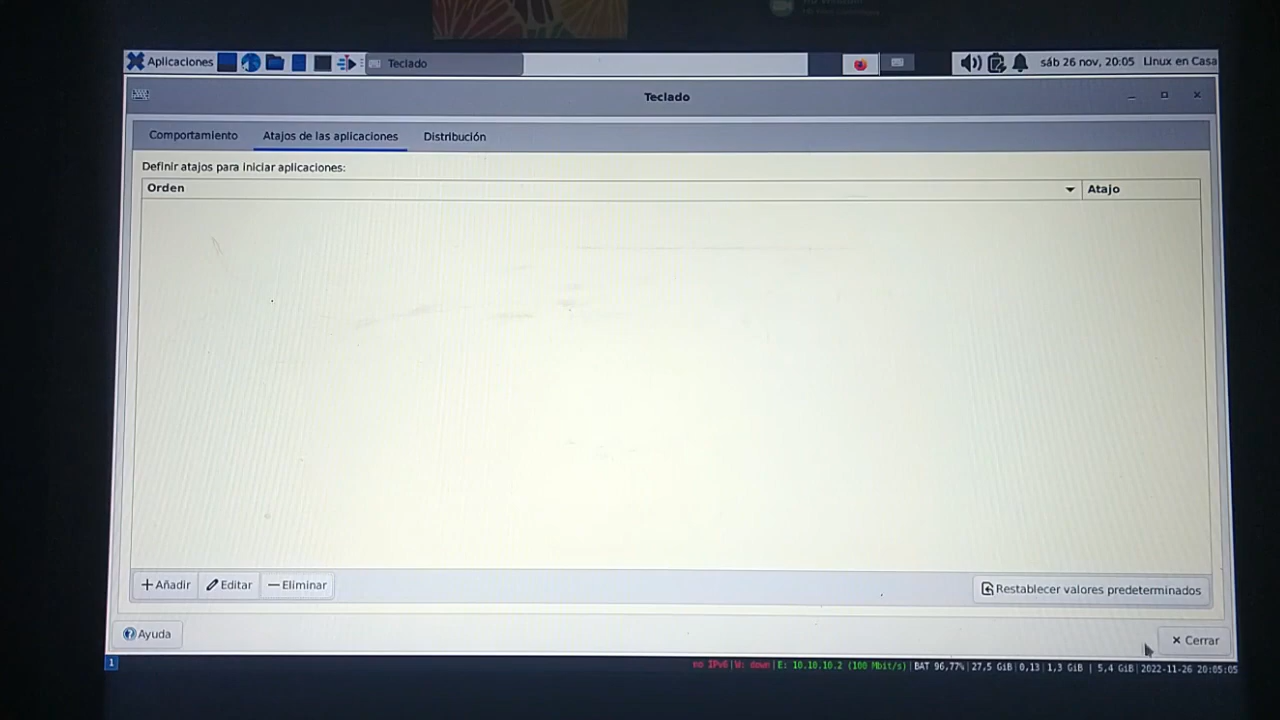 Aplicaciones Teclado sáb 26 nov, 20:05 Linux en Casa
Teclado
Comportamiento Atajos de las aplicaciones Distribución
Definir atajos para iniciar aplicaciones:
Orden Atajo
Añadir Editar Eliminar Restablecer valores predeterminados
Ayuda Cerrar
1 no IPv6|W: down|E: 10.10.10.2 (100 Mbit/s)|BAT 96,77%|27,5 GiB|0,13|1,3 GiB | 5,4 GiB|2022-11-26 20:05:05